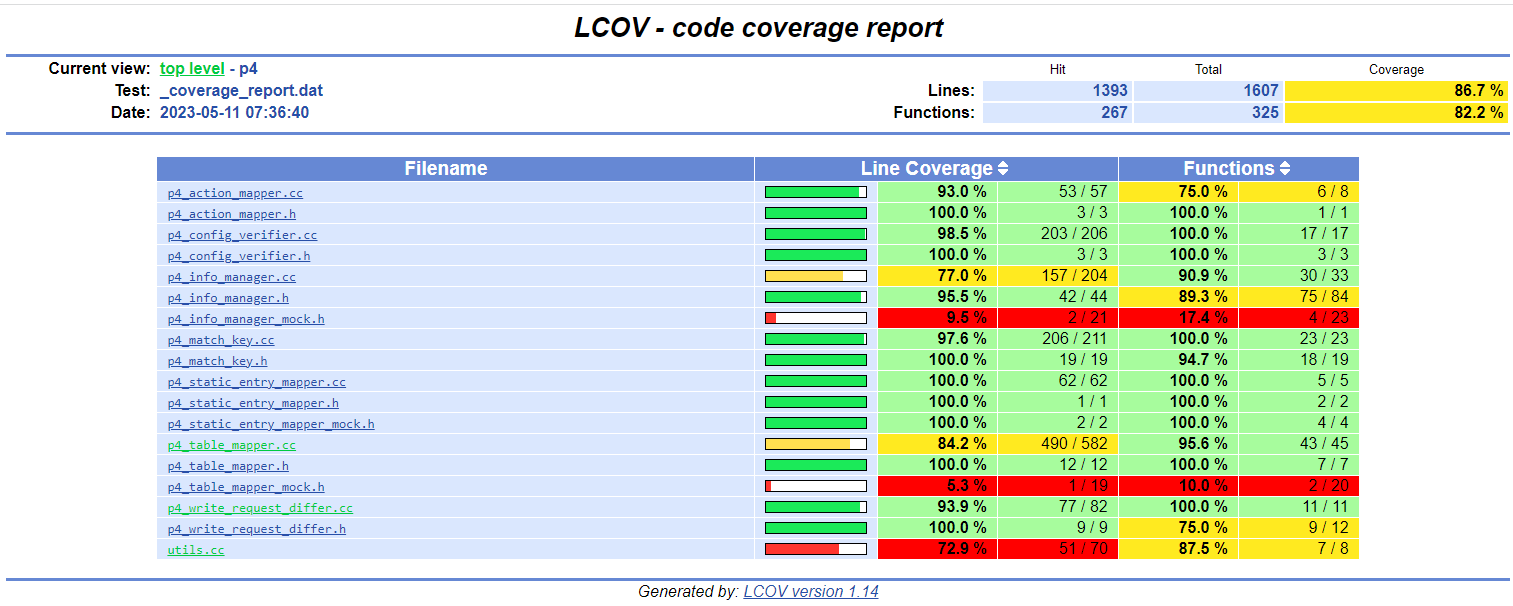 LCOV - code coverage report
Current view: top level - p4
Test: _coverage_report.dat
Date: 2023-05-11 07:36:40
Hit Total Coverage
Lines: 1393 1607 86.7 %
Functions: 267 325 82.2 %
Filename Line Coverage Functions
p4_action_mapper.cc 93.0 % 53 / 57 75.0 % 6 / 8
p4_action_mapper.h 100.0 % 3 / 3 100.0 % 1 / 1
p4_config_verifier.cc 98.5 % 203 / 206 100.0 % 17 / 17
p4_config_verifier.h 100.0 % 3 / 3 100.0 % 3 / 3
p4_info_manager.cc 77.0 % 157 / 204 90.9 % 30 / 33
p4_info_manager.h 95.5 % 42 / 44 89.3 % 75 / 84
p4_info_manager_mock.h 9.5 % 2 / 21 17.4 % 4 / 23
p4_match_key.cc 97.6 % 206 / 211 100.0 % 23 / 23
p4_match_key.h 100.0 % 19 / 19 94.7 % 18 / 19
p4_static_entry_mapper.cc 100.0 % 62 / 62 100.0 % 5 / 5
p4_static_entry_mapper.h 100.0 % 1 / 1 100.0 % 2 / 2
p4_static_entry_mapper_mock.h 100.0 % 2 / 2 100.0 % 4 / 4
p4_table_mapper.cc 84.2 % 490 / 582 95.6 % 43 / 45
p4_table_mapper.h 100.0 % 12 / 12 100.0 % 7 / 7
p4_table_mapper_mock.h 5.3 % 1 / 19 10.0 % 2 / 20
p4_write_request_differ.cc 93.9 % 77 / 82 100.0 % 11 / 11
p4_write_request_differ.h 100.0 % 9 / 9 75.0 % 9 / 12
utils.cc 72.9 % 51 / 70 87.5 % 7 / 8
Generated by: LCOV version 1.14